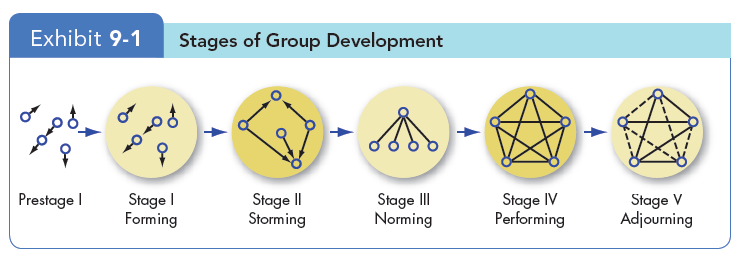 Exhibit 9-1
Stages of Group Development
Prestage I
Stage I
Forming
Stage II
Storming
Stage III
Norming
Stage IV
Performing
Stage V
Adjourning